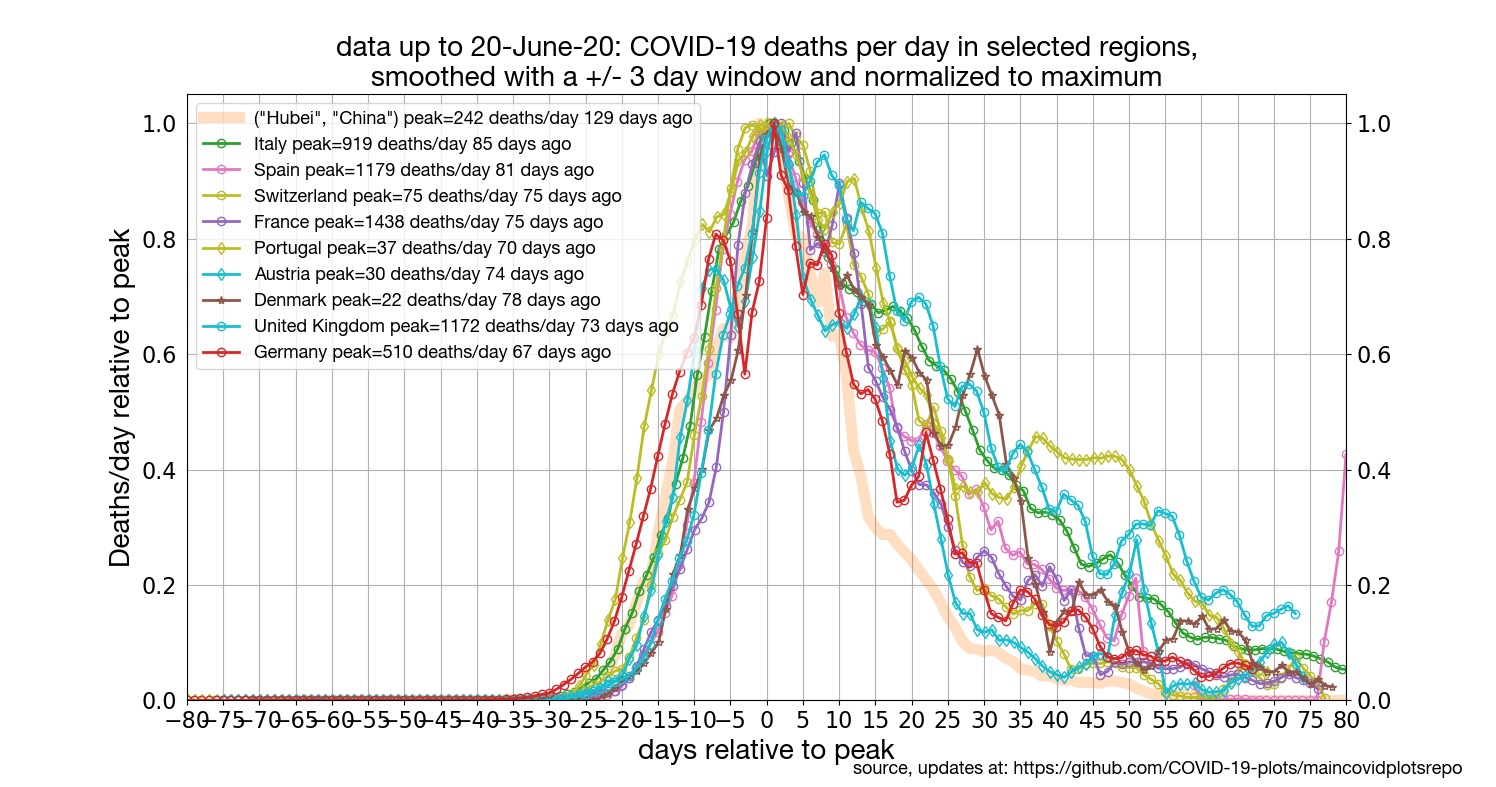 data up to 20-June-20: COVID-19 deaths per day in selected regions,
smoothed with a +/- 3 day window and normalized to maximum
("Hubei", "China") peak=242 deaths/day 129 days ago
Italy peak=919 deaths/day 85 days ago
Spain peak=1179 deaths/day 81 days ago
Switzerland peak=75 deaths/day 75 days ago
France peak=1438 deaths/day 75 days ago
Portugal peak=37 deaths/day 70 days ago
Austria peak=30 deaths/day 74 days ago
Denmark peak=22 deaths/day 78 days ago
United Kingdom peak=1172 deaths/day 73 days ago
Germany peak=510 deaths/day 67 days ago
Deaths/day relative to peak
1.0 1.0
0.8 0.8
0.6 0.6
0.4 0.4
0.2 0.2
0.0 0.0
−80 −75 −70 −65 −60 −55 −50 −45 −40 −35 −30 −25 −20 −15 −10 −5 0 5 10 15 20 25 30 35 40 45 50 55 60 65 70 75 80
days relative to peak
source, updates at: https://github.com/COVID-19-plots/maincovidplotsrepo